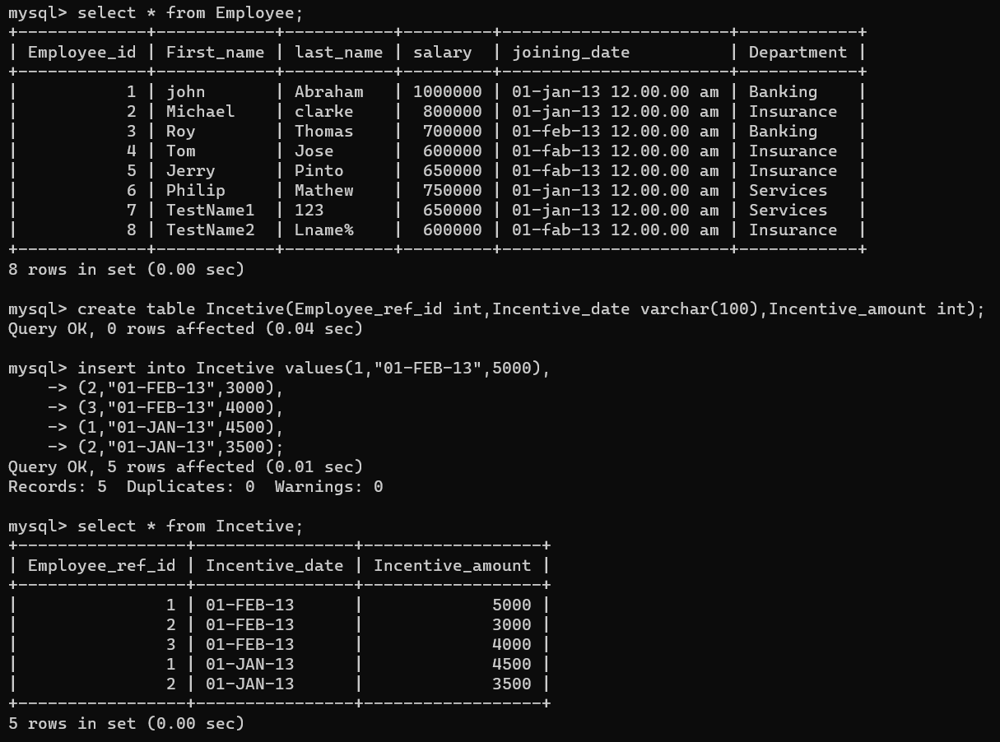 mysql> select * from Employee;
+-------------+------------+-----------+---------+------------------------+------------+
| Employee_id | First_name | last_name | salary  | joining_date           | Department |
+-------------+------------+-----------+---------+------------------------+------------+
|           1 | john       | Abraham   | 1000000 | 01-jan-13 12.00.00 am | Banking    |
|           2 | Michael    | clarke    |  800000 | 01-jan-13 12.00.00 am | Insurance  |
|           3 | Roy        | Thomas    |  700000 | 01-feb-13 12.00.00 am | Banking    |
|           4 | Tom        | Jose      |  600000 | 01-fab-13 12.00.00 am | Insurance  |
|           5 | Jerry      | Pinto     |  650000 | 01-fab-13 12.00.00 am | Insurance  |
|           6 | Philip     | Mathew    |  750000 | 01-jan-13 12.00.00 am | Services   |
|           7 | TestName1  | 123       |  650000 | 01-jan-13 12.00.00 am | Services   |
|           8 | TestName2  | Lname%    |  600000 | 01-fab-13 12.00.00 am | Insurance  |
+-------------+------------+-----------+---------+------------------------+------------+
8 rows in set (0.00 sec)

mysql> create table Incetive(Employee_ref_id int,Incentive_date varchar(100),Incentive_amount int);
Query OK, 0 rows affected (0.04 sec)

mysql> insert into Incetive values(1,"01-FEB-13",5000),
    -> (2,"01-FEB-13",3000),
    -> (3,"01-FEB-13",4000),
    -> (1,"01-JAN-13",4500),
    -> (2,"01-JAN-13",3500);
Query OK, 5 rows affected (0.01 sec)
Records: 5  Duplicates: 0  Warnings: 0

mysql> select * from Incetive;
+-----------------+----------------+------------------+
| Employee_ref_id | Incentive_date | Incentive_amount |
+-----------------+----------------+------------------+
|               1 | 01-FEB-13      |             5000 |
|               2 | 01-FEB-13      |             3000 |
|               3 | 01-FEB-13      |             4000 |
|               1 | 01-JAN-13      |             4500 |
|               2 | 01-JAN-13      |             3500 |
+-----------------+----------------+------------------+
5 rows in set (0.00 sec)